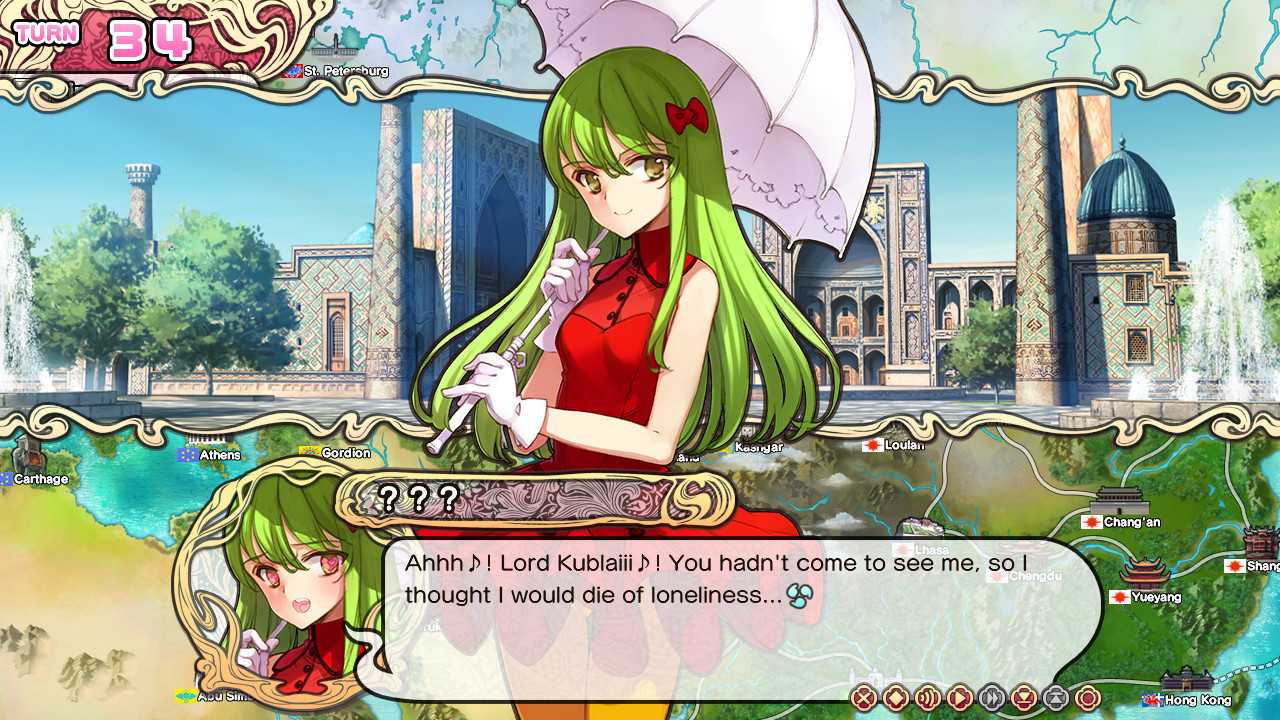 TURN 34
St. Petersburg
Athens
Gordion
Kashgar
Loulan
Carthage
???
Chang'an
Ahhh♪! Lord Kublaiii♪! You hadn't come to see me, so I
thought I would die of loneliness...
Lhasa
Chengdu
Yueyang
Hong Kong